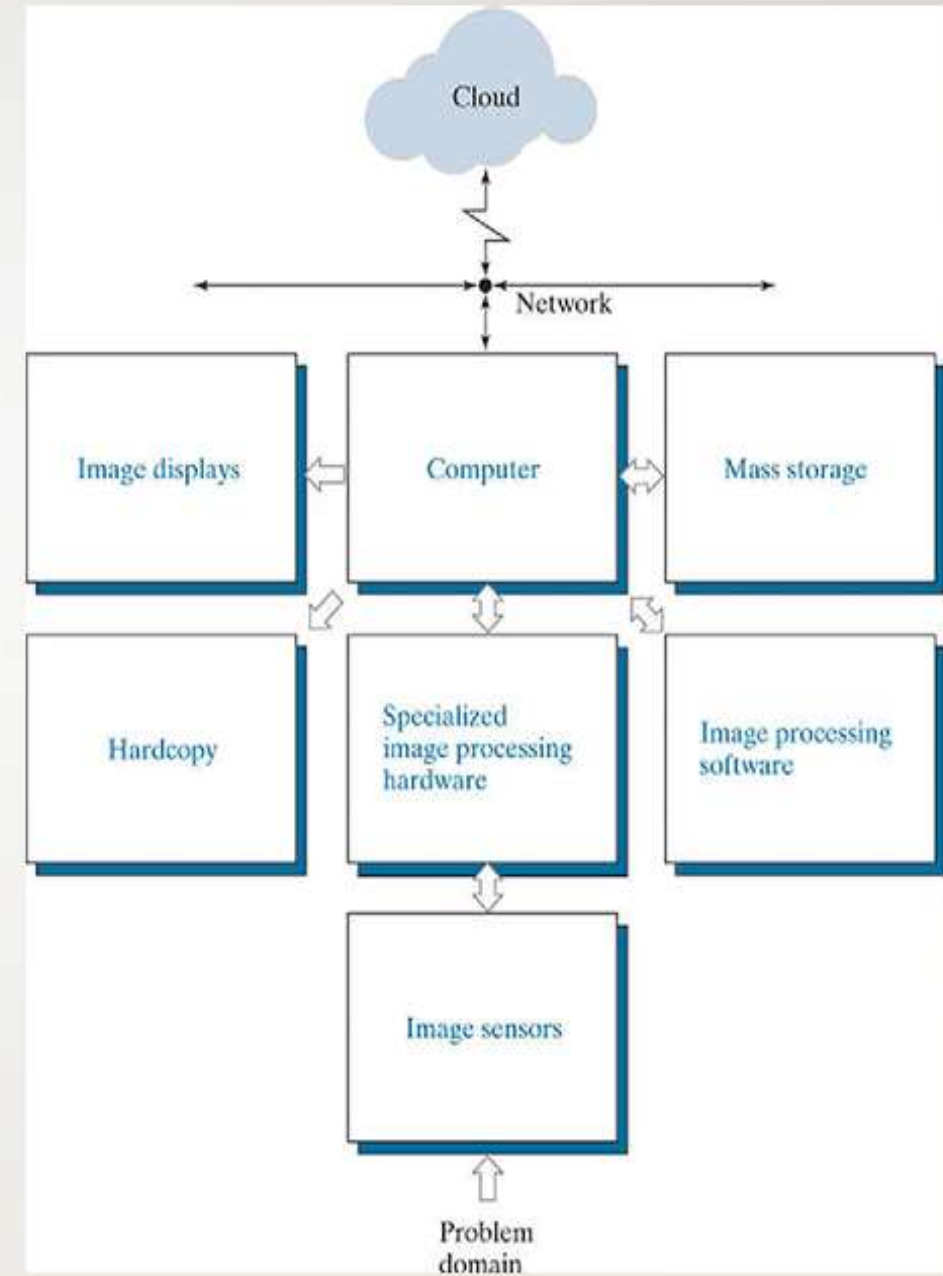 Cloud
Network
Image displays
Computer
Mass storage
Hardcopy
Specialized
image processing
hardware
Image processing
software
Image sensors
Problem
domain